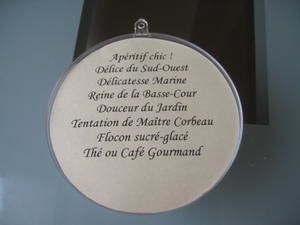 Apéritif chic !
Délice du Sud-Ouest
Délicatesse Marine
Reine de la Basse-Cour
Douceur du Jardin
Tentation de Maître Corbeau
Flocon sucré-glacé
Thé ou Café Gourmand